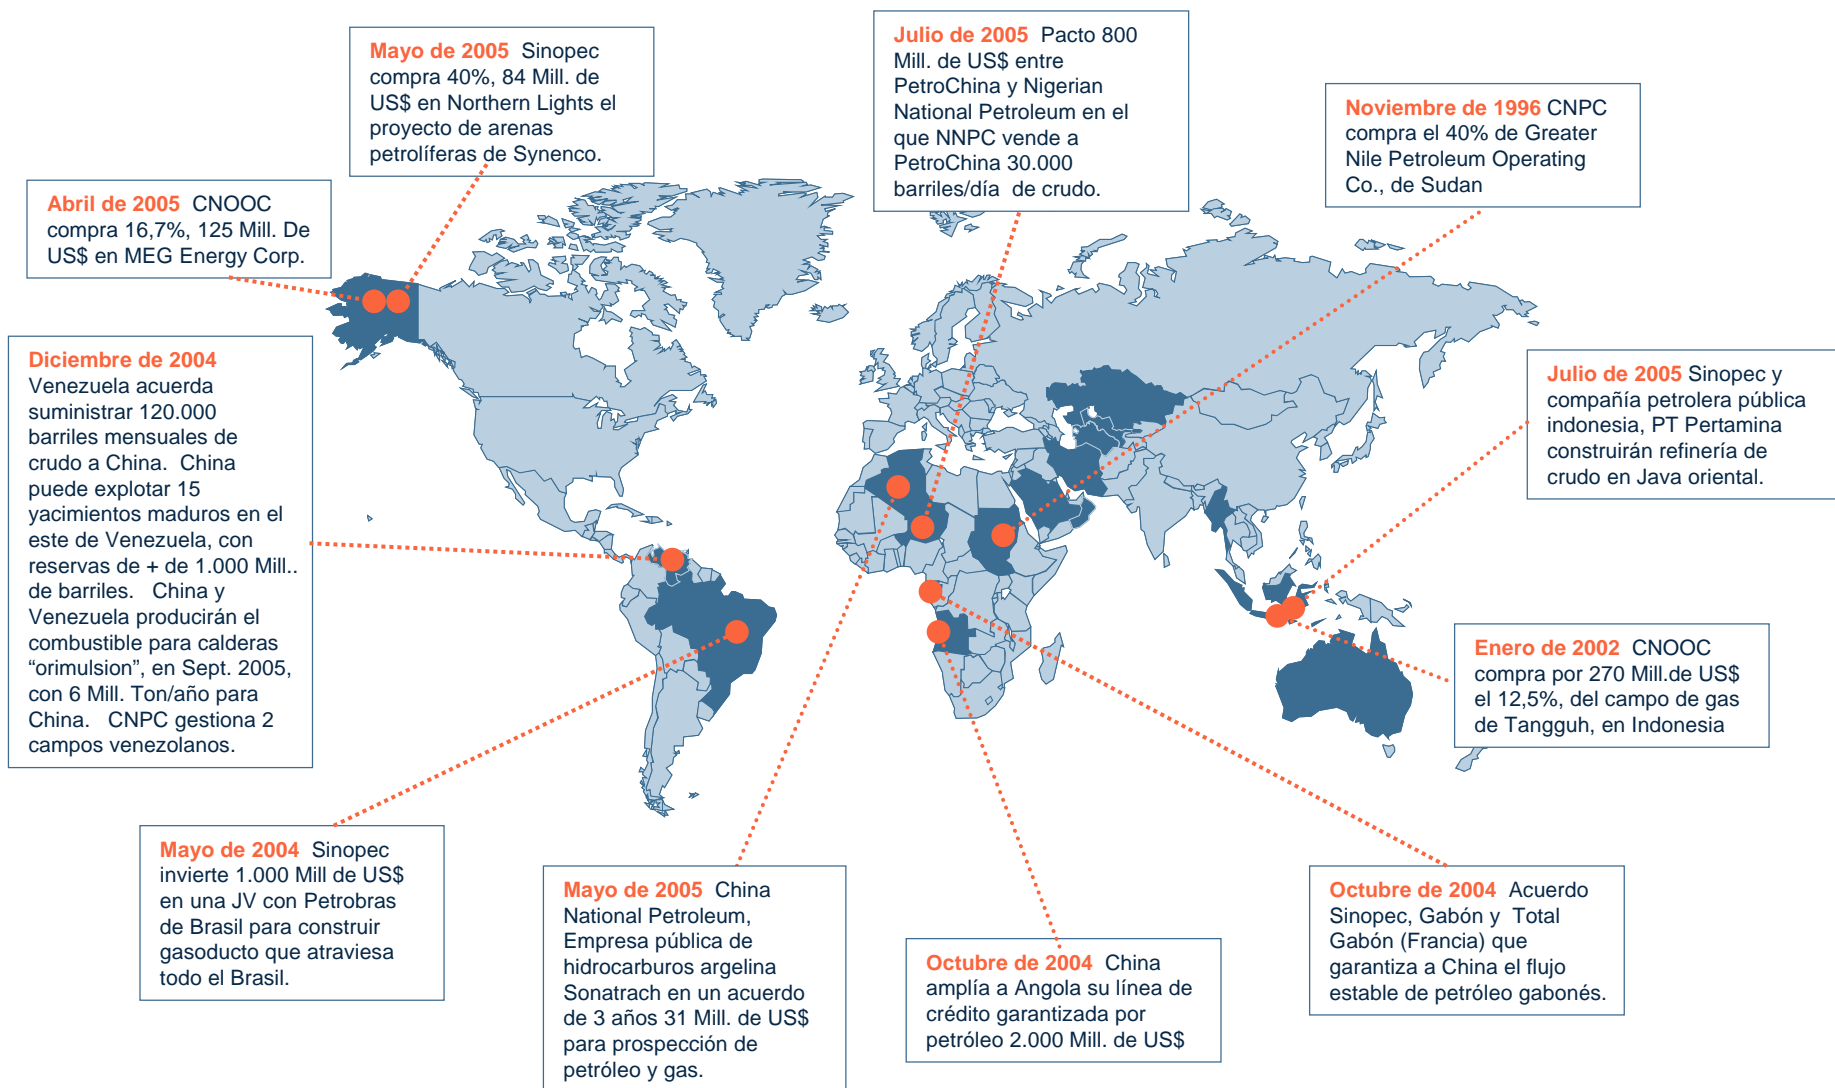 Mayo de 2005 Sinopec
compra 40%, 84 Mill. de
US$ en Northern Lights el
proyecto de arenas
petrolíferas de Synenco.
Julio de 2005 Pacto 800
Mill. de US$ entre
PetroChina y Nigerian
National Petroleum en el
que NNPC vende a
PetroChina 30.000
barriles/día de crudo.
Noviembre de 1996 CNPC
compra el 40% de Greater
Nile Petroleum Operating
Co., de Sudan
Abril de 2005 CNOOC
compra 16,7%, 125 Mill. De
US$ en MEG Energy Corp.
Diciembre de 2004
Venezuela acuerda
suministrar 120.000
barriles mensuales de
crudo a China. China
puede explotar 15
yacimientos maduros en el
este de Venezuela, con
reservas de + de 1.000 Mill..
de barriles. China y
Venezuela producirán el
combustible para calderas
“orimulsion”, en Sept. 2005,
con 6 Mill. Ton/año para
China. CNPC gestiona 2
campos venezolanos.
Julio de 2005 Sinopec y
compañía petrolera pública
indonesia, PT Pertamina
construirán refinería de
crudo en Java oriental.
Enero de 2002 CNOOC
compra por 270 Mill.de US$
el 12,5%, del campo de gas
de Tangguh, en Indonesia
Mayo de 2004 Sinopec
invierte 1.000 Mill de US$
en una JV con Petrobras
de Brasil para construir
gasoducto que atraviesa
todo el Brasil.
Mayo de 2005 China
National Petroleum,
Empresa pública de
hidrocarburos argelina
Sonatrach en un acuerdo
de 3 años 31 Mill. de US$
para prospección de
petróleo y gas.
Octubre de 2004 China
amplía a Angola su línea de
crédito garantizada por
petróleo 2.000 Mill. de US$
Octubre de 2004 Acuerdo
Sinopec, Gabón y Total
Gabón (Francia) que
garantiza a China el flujo
estable de petróleo gabonés.